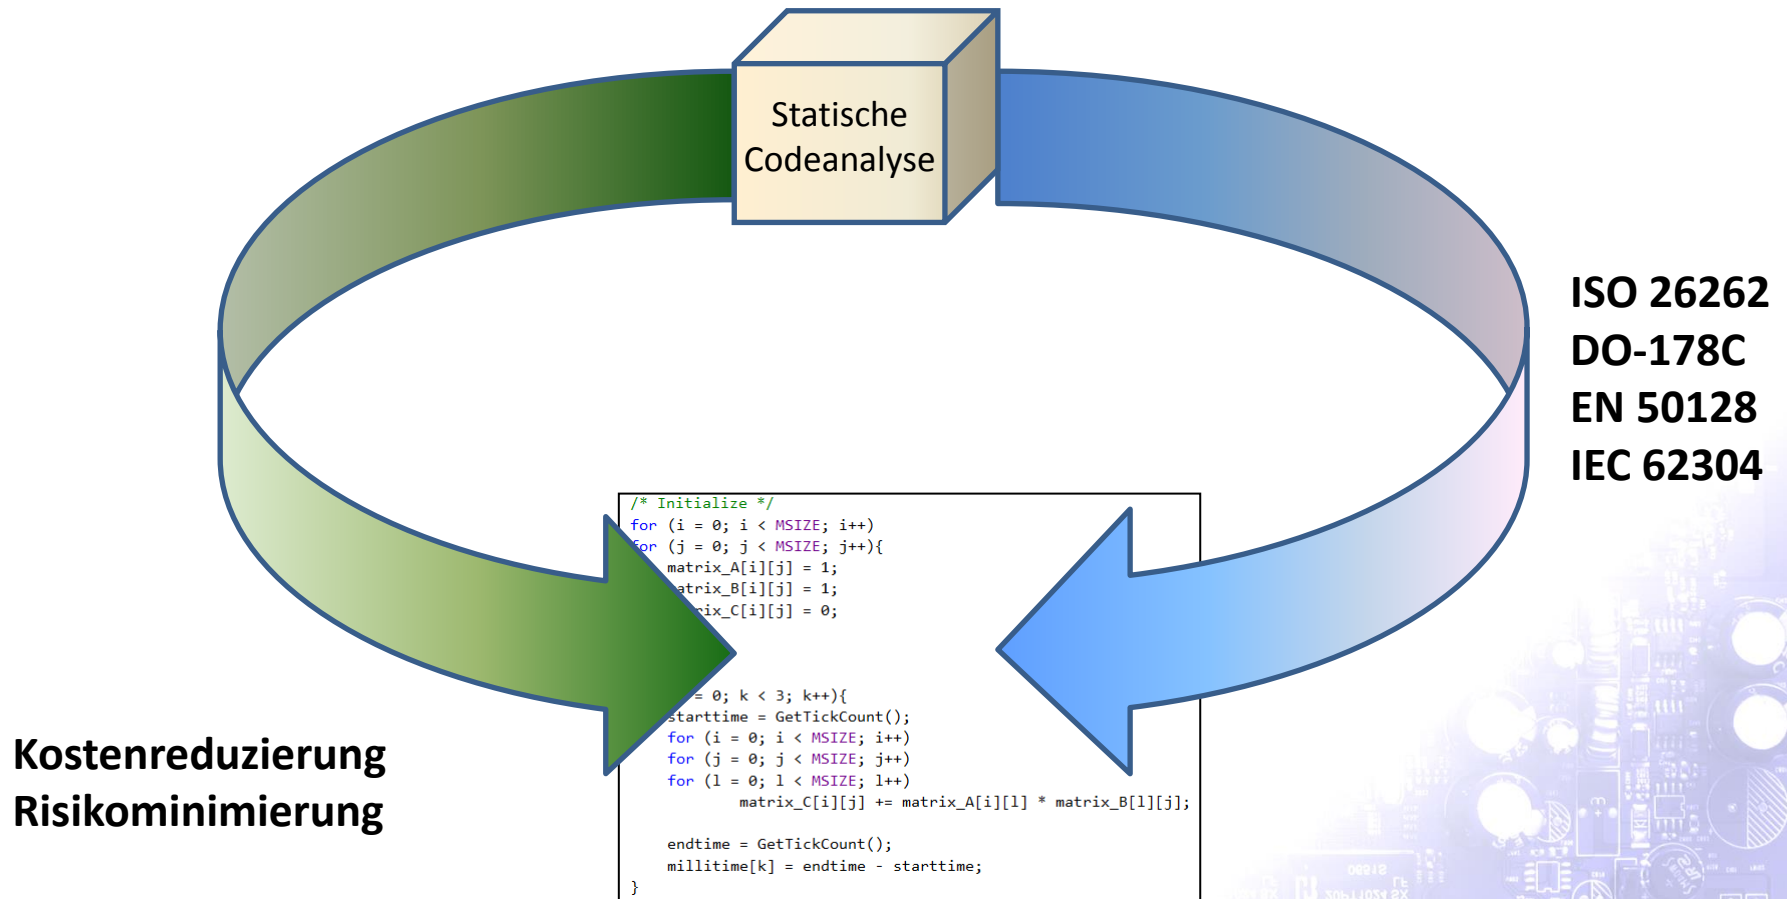 Statische
Codeanalyse
ISO 26262
DO-178C
EN 50128
IEC 62304
/* Initialize */
for (i = 0; i < MSIZE; i++)
for (j = 0; j < MSIZE; j++){
matrix_A[i][j] = 1;
matrix_B[i][j] = 1;
rix_C[i][j] = 0;
= 0; k < 3; k++){
starttime = GetTickCount();
for (i = 0; i < MSIZE; i++)
for (j = 0; j < MSIZE; j++)
for (l = 0; l < MSIZE; l++)
matrix_C[i][j] += matrix_A[i][l] * matrix_B[l][j];
endtime = GetTickCount();
millitime[k] = endtime - starttime;
}
Kostenreduzierung
Risikominimierung